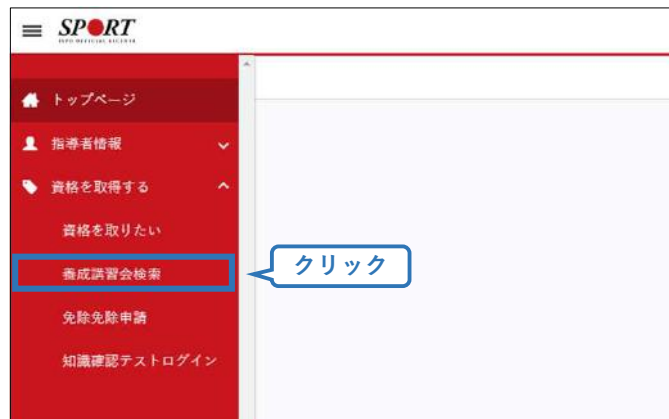 SPORT
トップページ
指導者情報
資格を取得する
資格を取りたい
養成講習会検索
クリック
免除免除申請
知識確認テストログイン